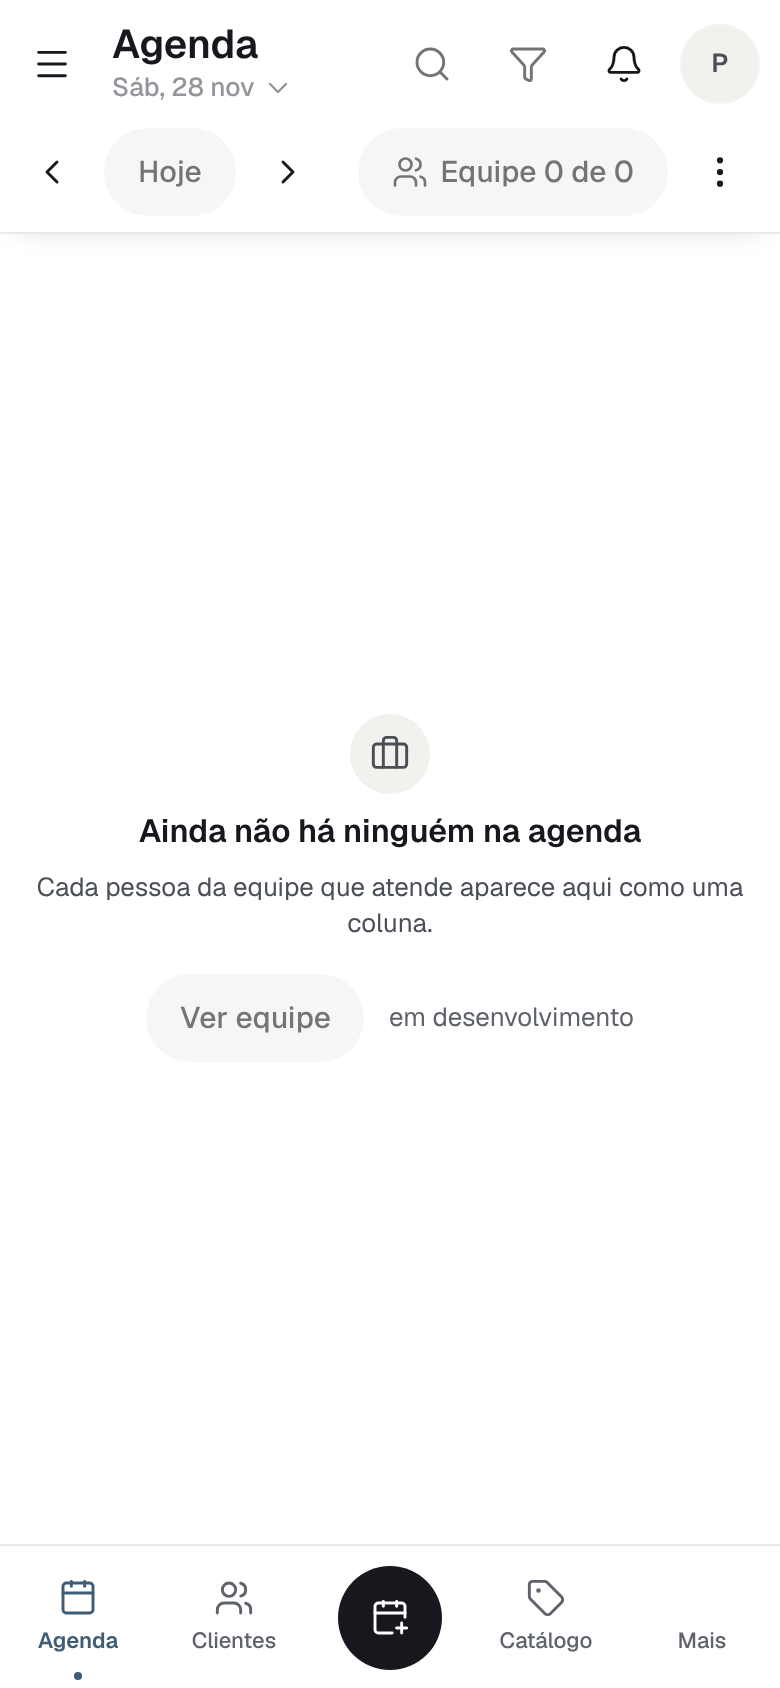 Agenda
Sáb, 28 nov
P
Hoje
Equipe 0 de 0
Ainda não há ninguém na agenda
Cada pessoa da equipe que atende aparece aqui como uma
coluna.
Ver equipe
em desenvolvimento
Agenda
Clientes
Catálogo
Mais